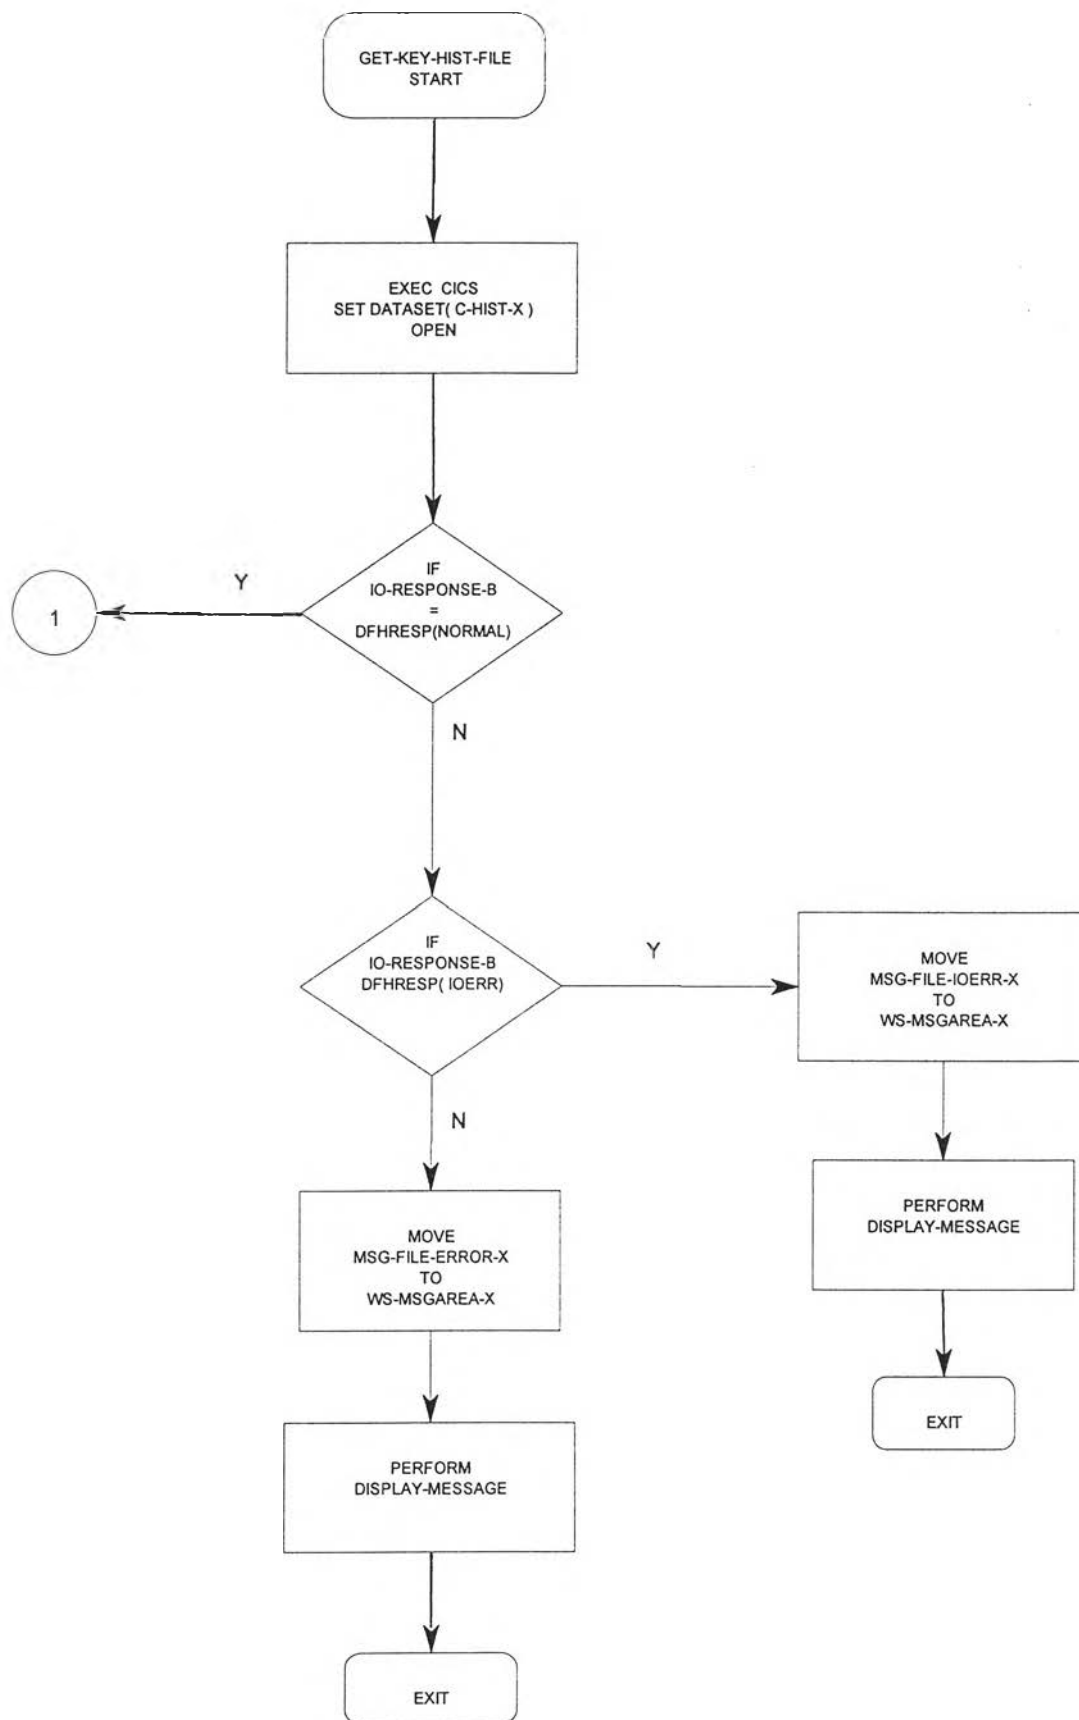 GET-KEY-HIST-FILE
START
EXEC CICS
SET DATASET( C-HIST-X )
OPEN
IF
IO-RESPONSE-B
=
DFHRESP(NORMAL)
Y
1
N
IF
IO-RESPONSE-B
DFHRESP( IOERR)
Y
MOVE
MSG-FILE-IOERR-X
TO
WS-MSGAREA-X
N
PERFORM
DISPLAY-MESSAGE
MOVE
MSG-FILE-ERROR-X
TO
WS-MSGAREA-X
EXIT
PERFORM
DISPLAY-MESSAGE
EXIT